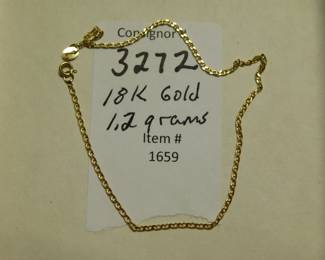 Consignor
3272
18K Gold
1.2 grams
Item #
1659